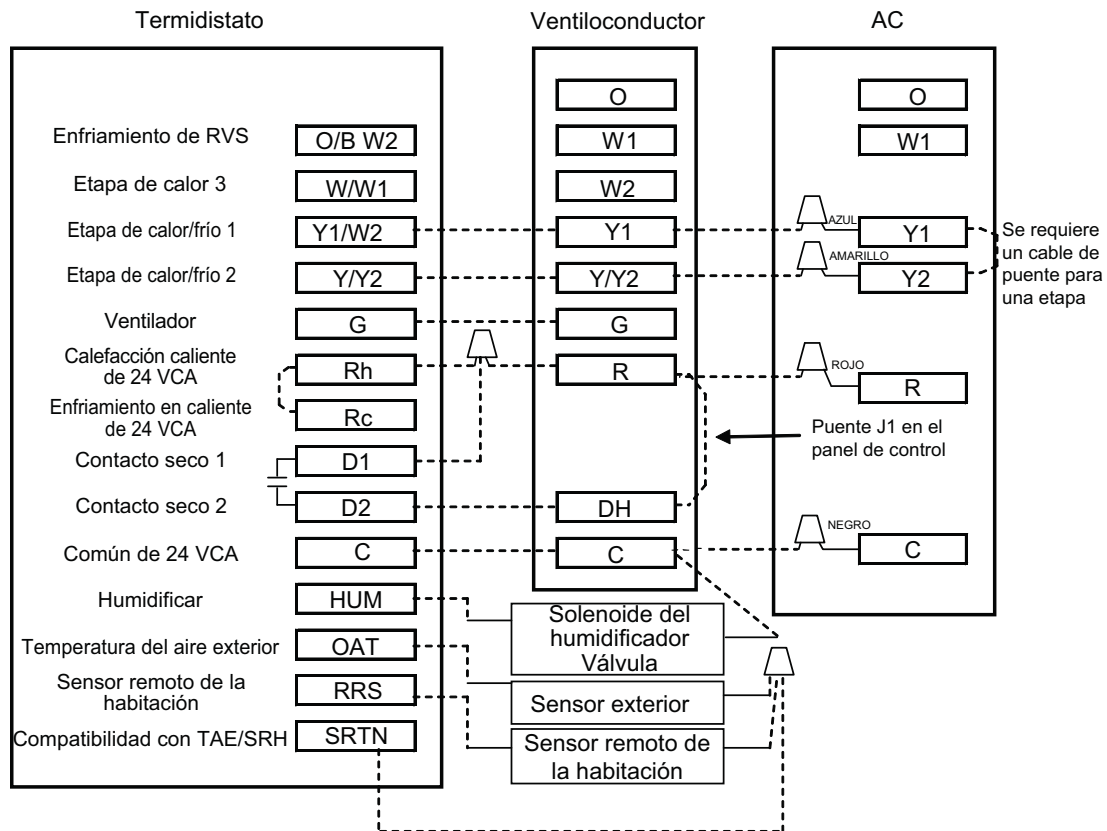 Termidistato
Ventiloconductor
AC
Enfriamiento de RVS
O/B W2
Etapa de calor 3
W/W1
Etapa de calor/frío 1
Y1/W2
Etapa de calor/frío 2
Y/Y2
Ventilador
G
Calefacción caliente
de 24 VCA
Rh
Enfriamiento en caliente
de 24 VCA
Rc
Contacto seco 1
D1
Contacto seco 2
D2
Común de 24 VCA
C
Humidificar
HUM
Temperatura del aire exterior
OAT
Sensor remoto de la
habitación
RRS
Compatibilidad con TAE/SRH
SRTN
O
W1
W2
Y1
Y/Y2
G
R
DH
C
Solenoide del
humidificador
Válvula
Sensor exterior
Sensor remoto de
la habitación
O
W1
AZUL
Y1
AMARILLO
Y2
Se requiere
un cable de
puente para
una etapa
ROJO
R
Puente J1 en el
panel de control
NEGRO
C